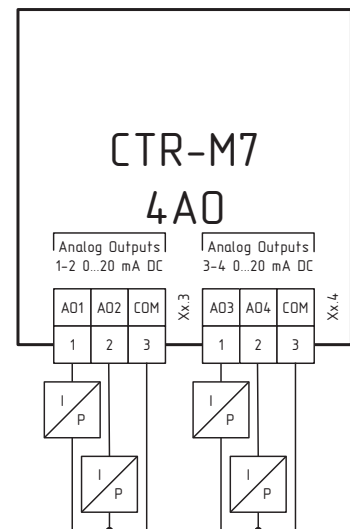 CTR-M7
4AO
Analog Outputs
1-2 0...20 mA DC
Analog Outputs
3-4 0...20 mA DC
AO1 AO2 COM
Xx.3
AO3 AO4 COM
Xx.4
1 2 3
1 2 3
I
P
I
P
I
P
I
P